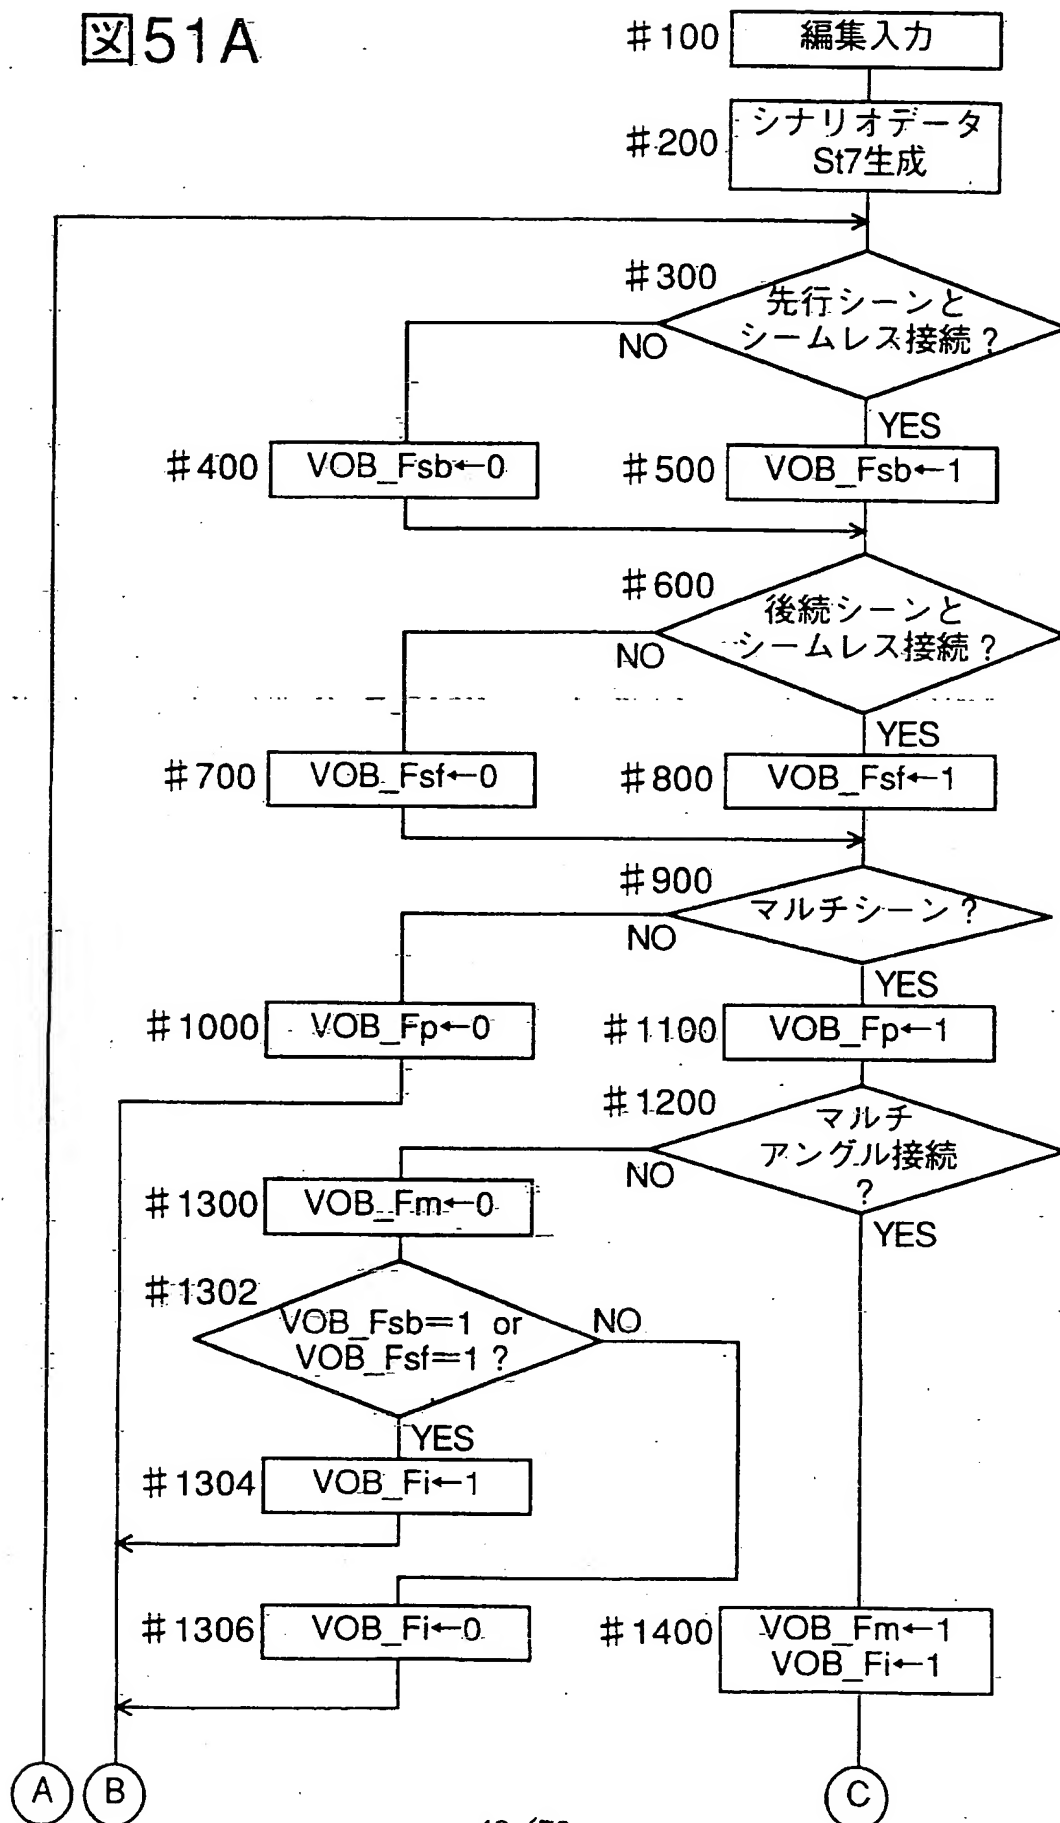 図51A
#100 編集入力
#200 シナリオデータ
St7生成
#300 先行シーンと
シームレス接続?
NO
YES
#400 VOB_Fsb←0
#500 VOB_Fsb←1
#600 後続シーンと
シームレス接続?
NO
YES
#700 VOB_Fsf←0
#800 VOB_Fsf←1
#900 マルチシーン?
NO
YES
#1000 VOB_Fp←0
#1100 VOB_Fp←1
#1200 マルチ
アングル接続
?
NO
YES
#1300 VOB_Fm←0
#1302 VOB_Fsb=1 or
VOB_Fsf=1?
NO
YES
#1304 VOB_Fi←1
#1306 VOB_Fi←0
#1400 VOB_Fm←1
VOB_Fi←1
A B C